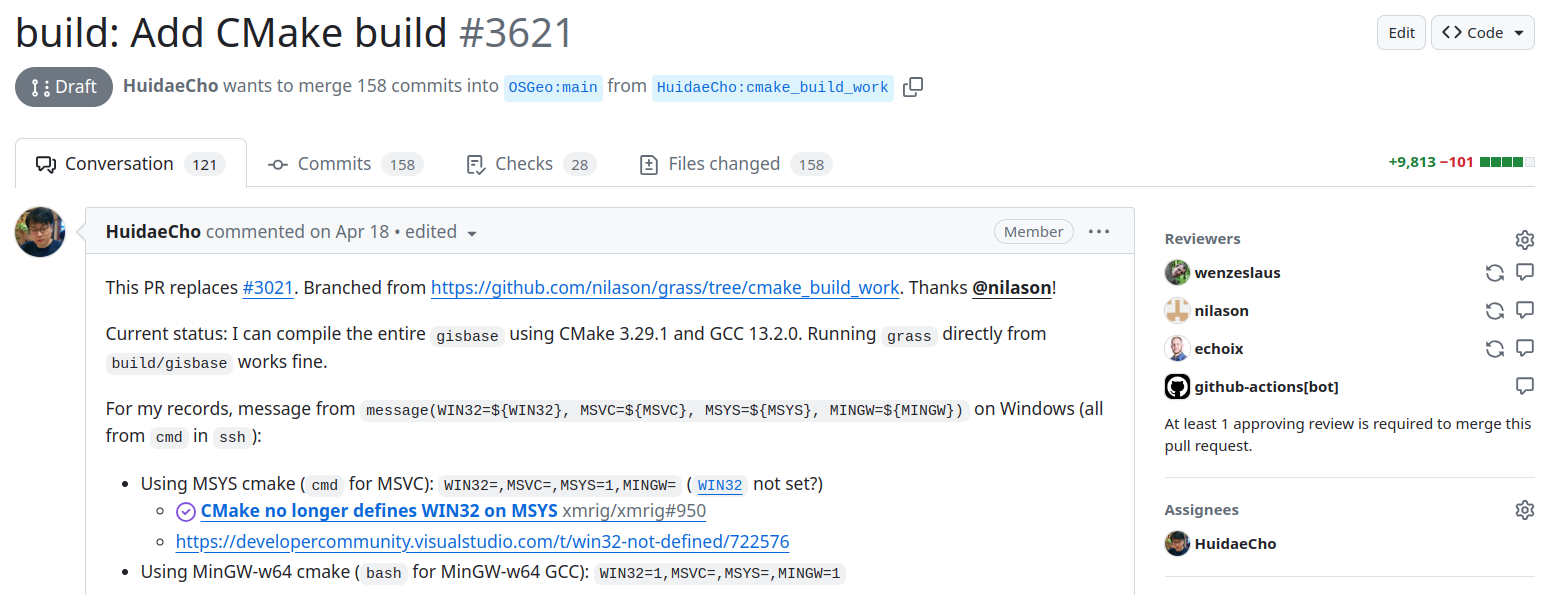 build: Add CMake build #3621
Edit
Code
Draft
HuidaeCho wants to merge 158 commits into OSGeo:main from HuidaeCho:cmake_build_work
Conversation 121
Commits 158
Checks 28
Files changed 158
+9,813 −101
HuidaeCho commented on Apr 18 • edited
Member
This PR replaces #3021. Branched from https://github.com/nilason/grass/tree/cmake_build_work. Thanks @nilason!
Current status: I can compile the entire gisbase using CMake 3.29.1 and GCC 13.2.0. Running grass directly from
build/gisbase works fine.
For my records, message from message(WIN32=${WIN32}, MSVC=${MSVC}, MSYS=${MSYS}, MINGW=${MINGW}) on Windows (all
from cmd in ssh ):
• Using MSYS cmake ( cmd for MSVC): WIN32=,MSVC=,MSYS=1,MINGW= ( WIN32 not set?)
CMake no longer defines WIN32 on MSYS xmrig/xmrig#950
https://developercommunity.visualstudio.com/t/win32-not-defined/722576
• Using MinGW-w64 cmake ( bash for MinGW-w64 GCC): WIN32=1,MSVC=,MSYS=,MINGW=1
Reviewers
wenzeslaus
nilason
echoix
github-actions[bot]
At least 1 approving review is required to merge this
pull request.
Assignees
HuidaeCho